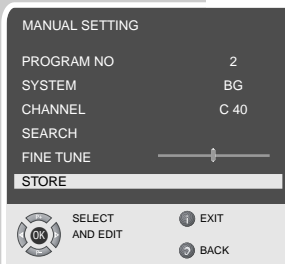 MANUAL SETTING
PROGRAM NO 2
SYSTEM BG
CHANNEL C 40
SEARCH
FINE TUNE
STORE
OK
SELECT
AND EDIT
i EXIT
BACK